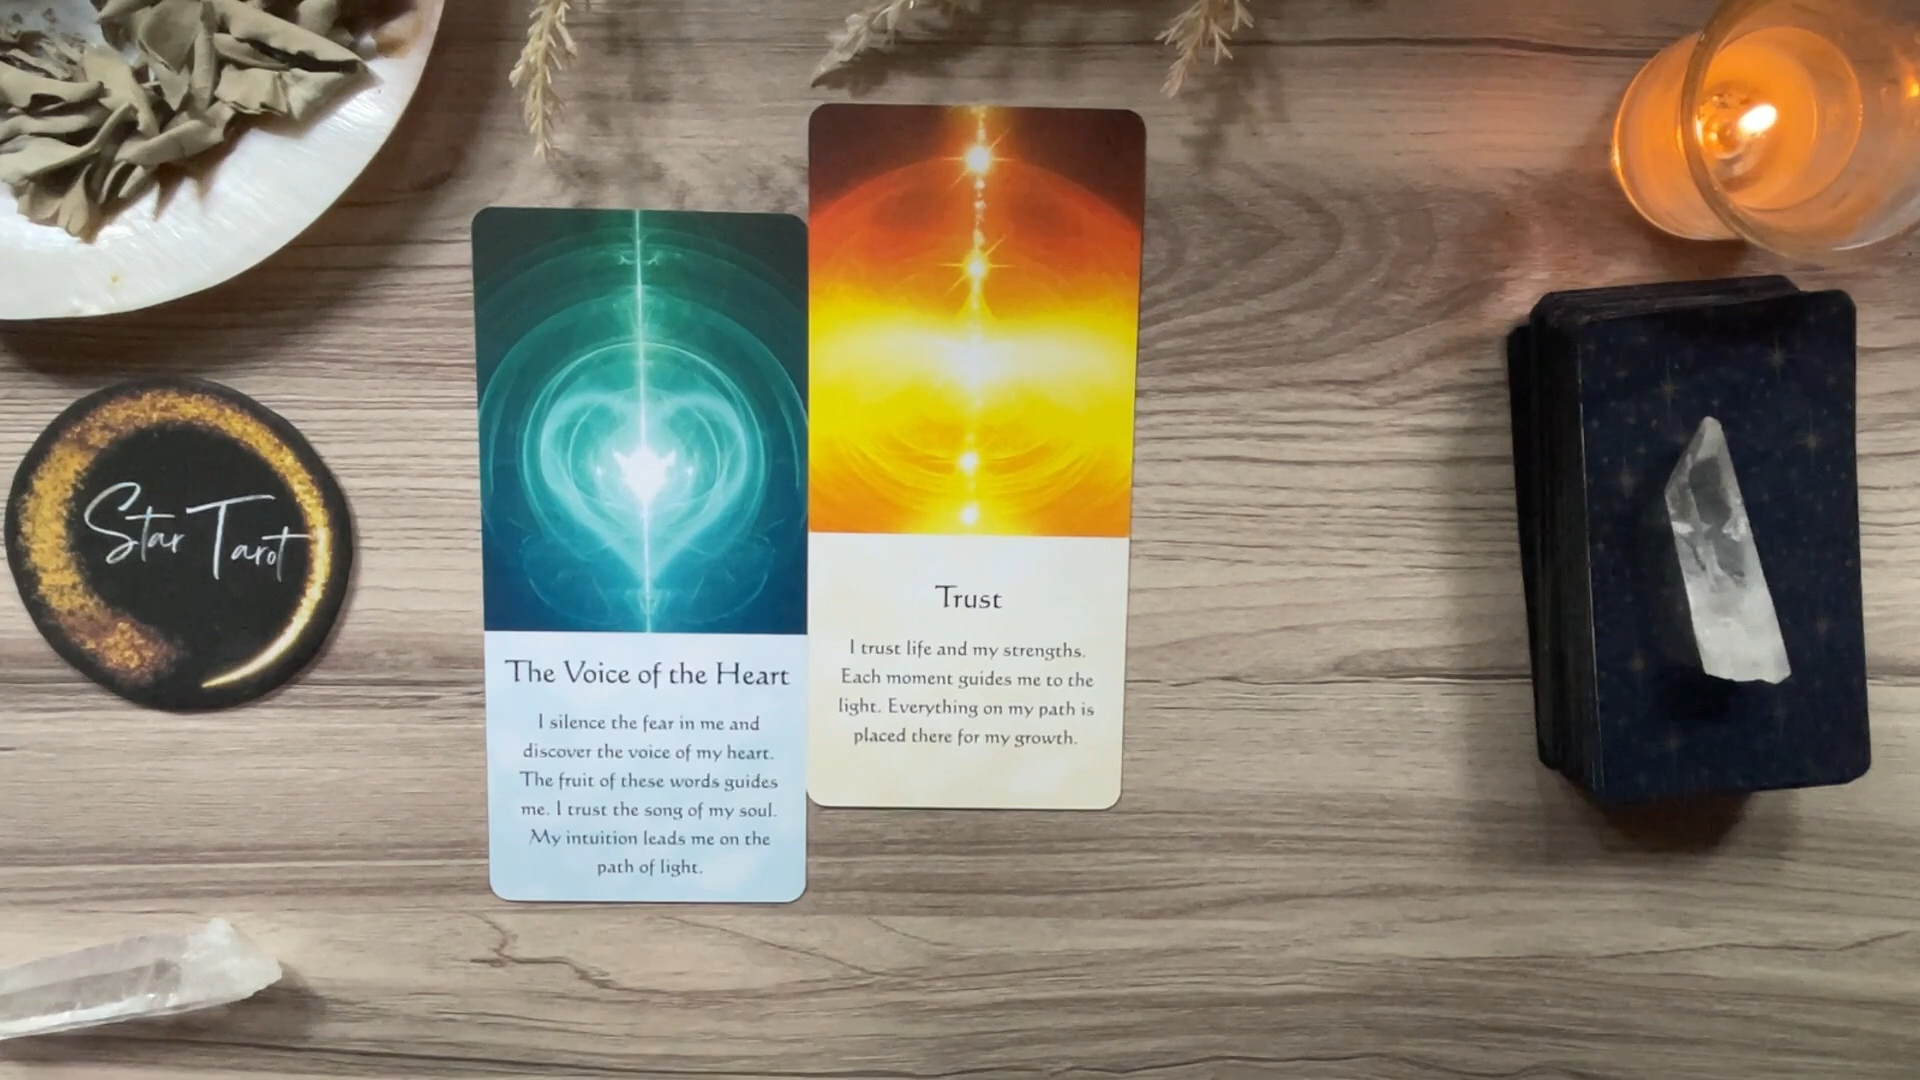 Star Tarot
The Voice of the Heart
I silence the fear in me and
discover the voice of my heart.
The fruit of these words guides
me. I trust the song of my soul.
My intuition leads me on the
path of light.
Trust
I trust life and my strengths.
Each moment guides me to the
light. Everything on my path is
placed there for my growth.